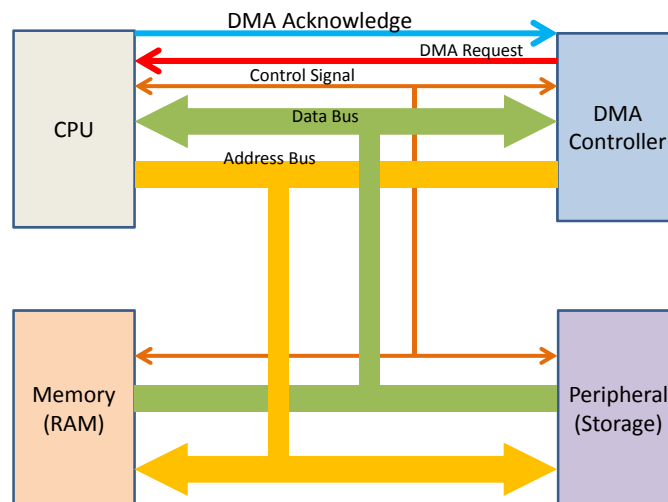 DMA Acknowledge
DMA Request
Control Signal
Data Bus
CPU
DMA
Controller
Address Bus
Memory
(RAM)
Peripheral
(Storage)